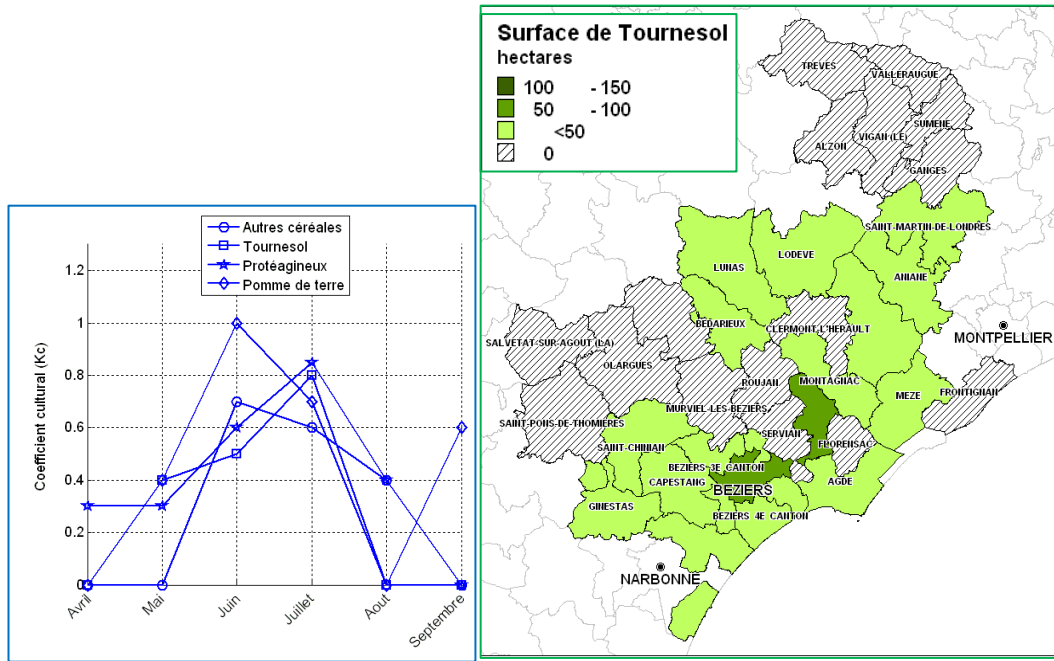 Autres céréales
Tournesol
Protéagineux
Pomme de terre
1.2
1
0.8
0.6
0.4
0.2
0
Coefficient cultural (Kc)
Avril
Mai
Juin
Juillet
Aout
Septembre
Surface de Tournesol
hectares
100 - 150
50 - 100
<50
0
TREVES
VALLERAUGUE
SUMENE
VIGAN (LE)
ALZON
GANGES
SAINT-MARTIN-DE-LONDRES
LODEVE
LUNAS
ANIANE
BEDARIEUX
CLERMONT-L'HERAULT
MONTPELLIER
SALVETAT-SUR-AGOUT (LA)
OLARGUES
ROUJAN
MONTAGNAC
FRONTIGNAN
MEZE
MURVIEL-LES-BEZIERS
SAINT-PONS-DE-THOMIERES
SERVIAN
FLORENSAC
SAINT-CHINIAN
BEZIERS 3E CANTON
CAPESTANG
AGDE
BEZIERS
GINESTAS
BEZIERS 4E CANTON
NARBONNE